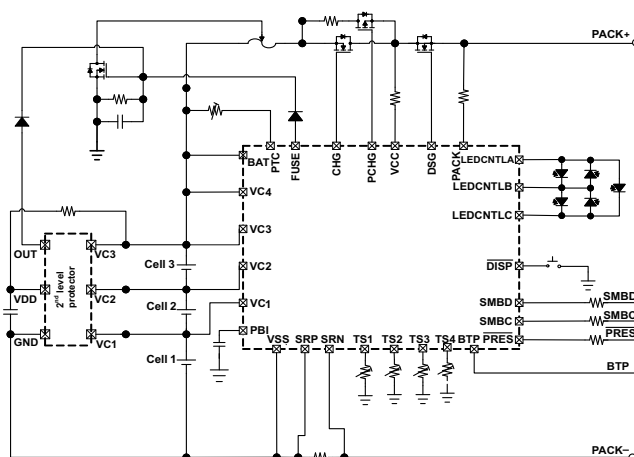 PACK+
BAT
PTC
FUSE
CHG
PCHG
VCC
DSG
PACK
LEDCNTLA
LEDCNTLB
LEDCNTLC
VC4
VC3
VC2
VC1
PBI
DISP
SMBD
SMBC
PRES
SMBD
SMBC
PRES
VSS
SRP
SRN
TS1
TS2
TS3
TS4
BTP
BTP
OUT
VDD
GND
2nd level
protector
VC3
VC2
VC1
Cell 3
Cell 2
Cell 1
PACK–